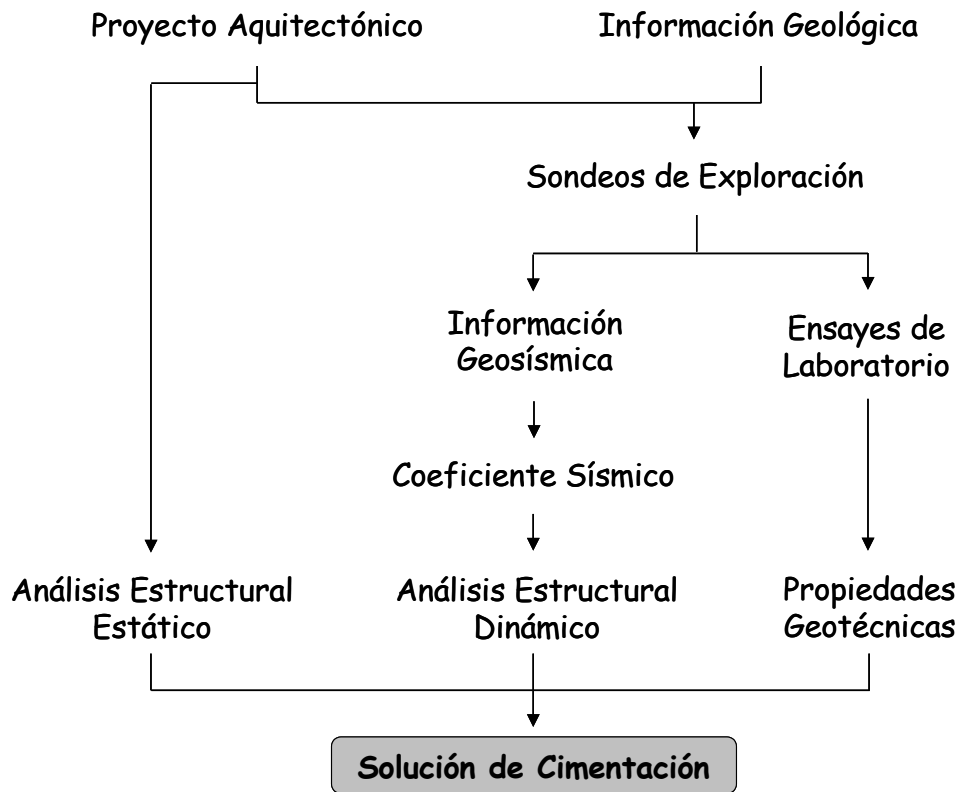 Proyecto Aquitectónico
Información Geológica
Sondeos de Exploración
Información
Geosísmica
Ensayes de
Laboratorio
Coeficiente Sísmico
Análisis Estructural
Estático
Análisis Estructural
Dinámico
Propiedades
Geotécnicas
Solución de Cimentación